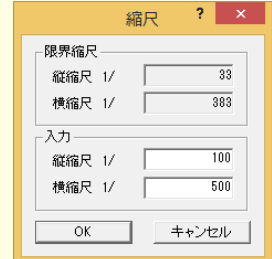 縮尺 ? ×
限界縮尺
縦縮尺 1/ 33
横縮尺 1/ 383
入力
縦縮尺 1/ 100
横縮尺 1/ 500
OK キャンセル